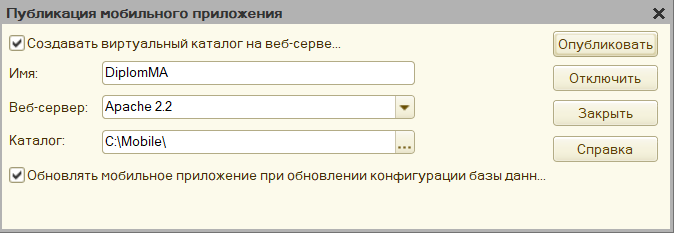 Публикация мобильного приложения
Создавать виртуальный каталог на веб-серве...
Опубликовать
Имя: DiplomMA
Отключить
Веб-сервер: Apache 2.2
Закрыть
Каталог: C:\Mobile\ ...
Справка
Обновлять мобильное приложение при обновлении конфигурации базы данн...